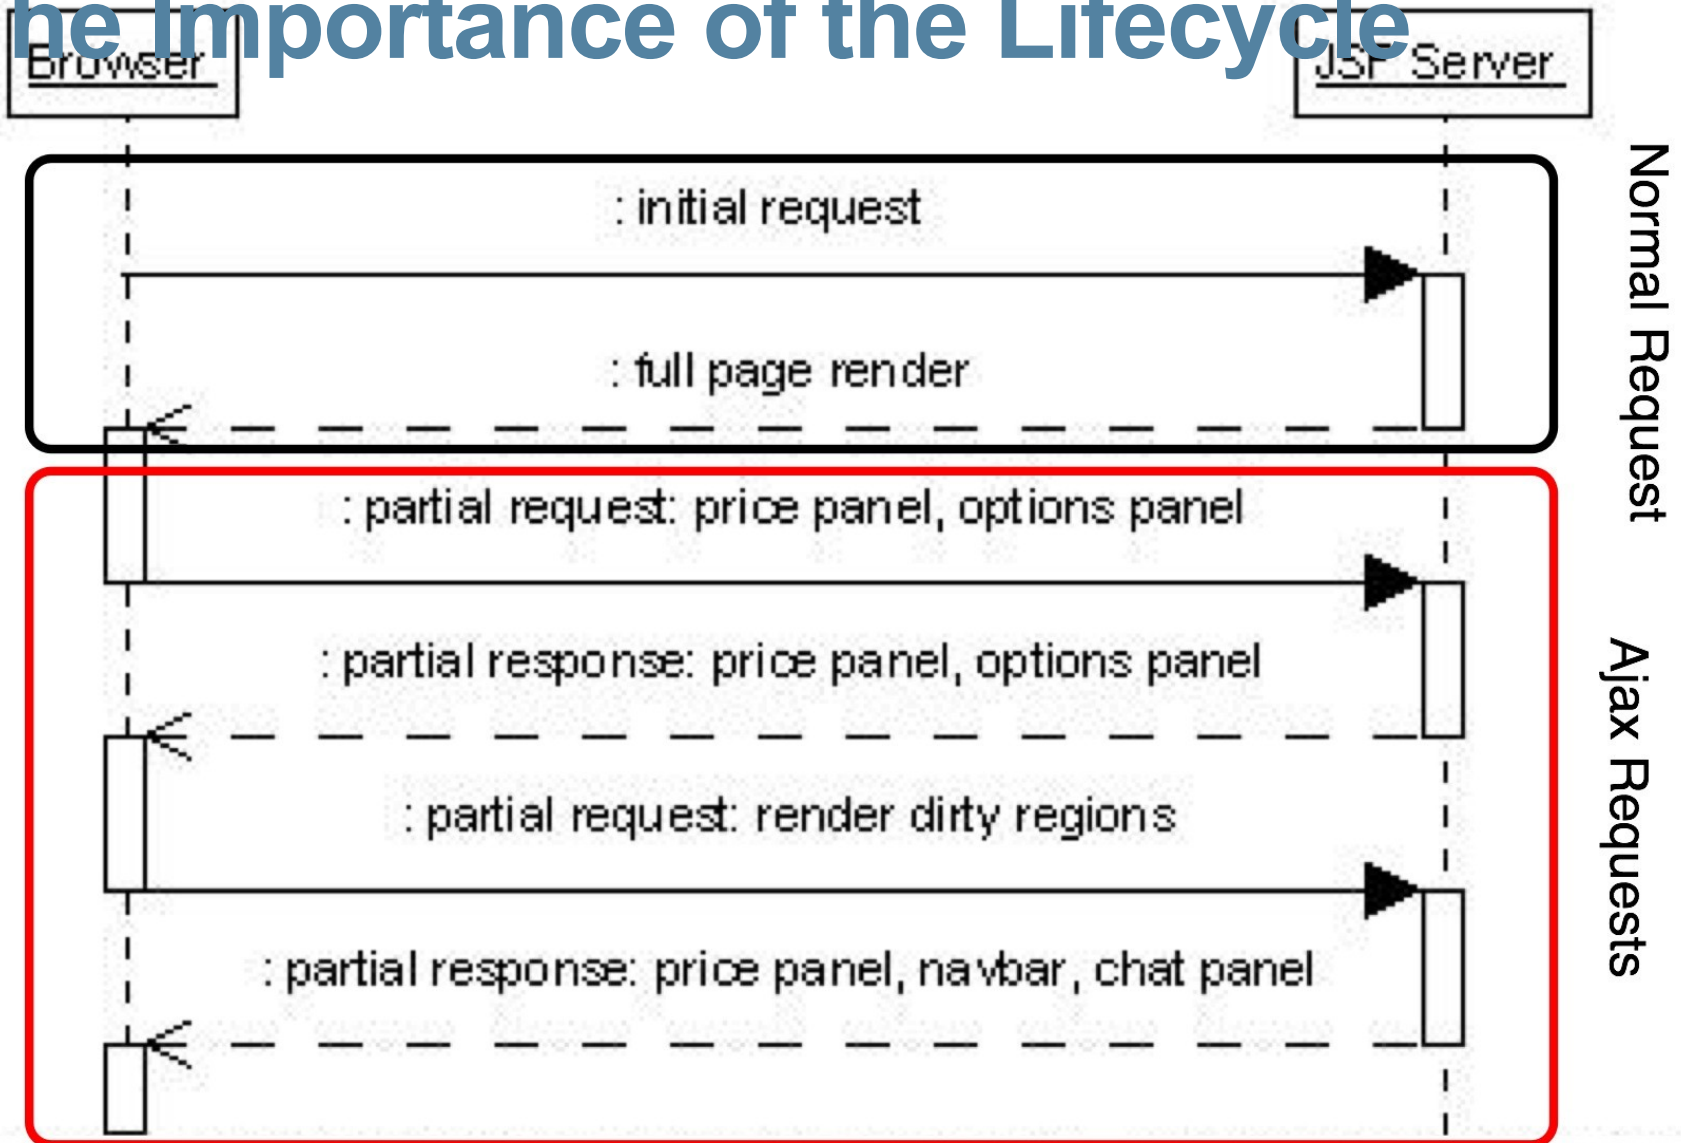 he Importance of the Lifecycle
Browser
JSF Server
: initial request
: full page render
: partial request: price panel, options panel
: partial response: price panel, options panel
: partial request: render dirty regions
: partial response: price panel, navbar, chat panel
Normal Request
Ajax Requests